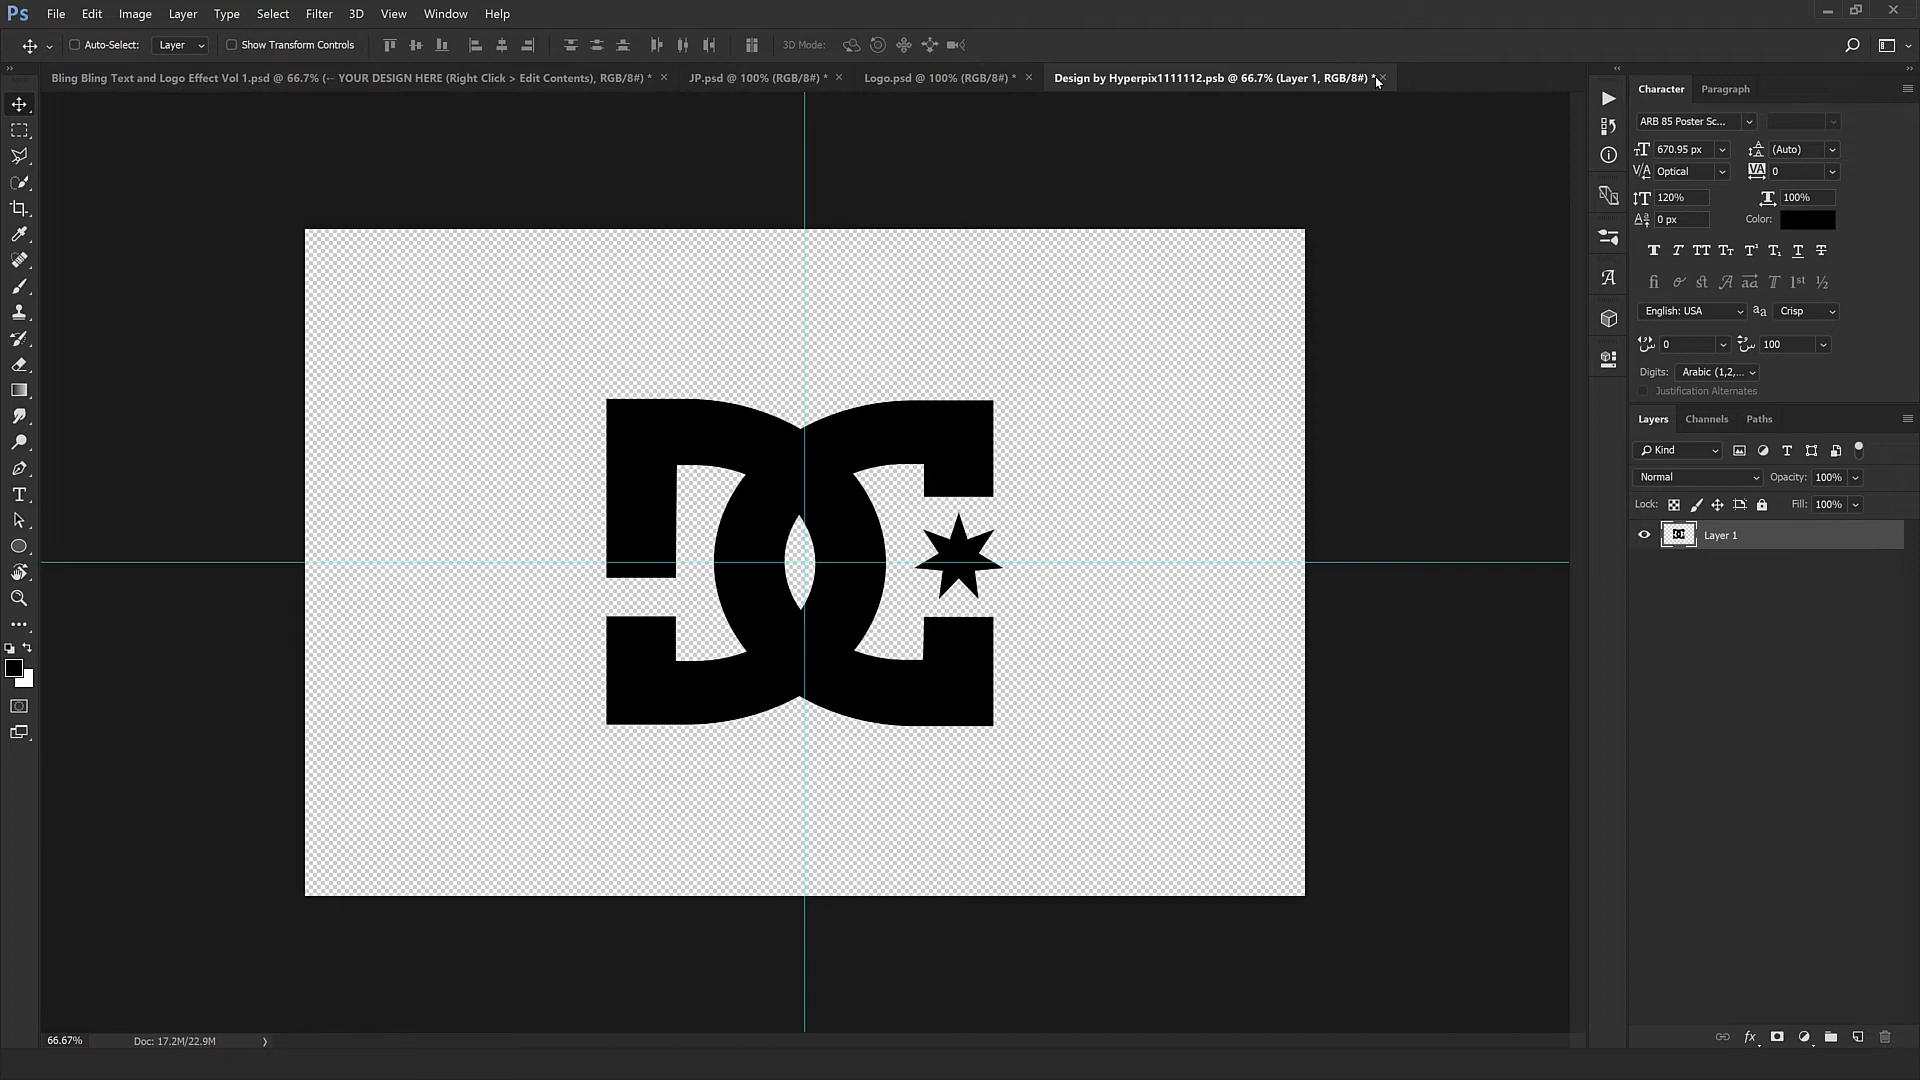 Ps File Edit Image Layer Type Select Filter 3D View Window Help
Auto-Select: Layer Show Transform Controls 3D Mode:
Bling Bling Text and Logo Effect Vol 1.psd @ 66.7% (← YOUR DESIGN HERE (Right Click > Edit Contents), RGB/8#) * × JP.psd @ 100% (RGB/8#) * × Logo.psd @ 100% (RGB/8#) * × Design by Hyperpix1111112.psb @ 66.7% (Layer 1, RGB/8#) * ×
Character Paragraph
ARB 85 Poster Sc...
670.95 px (Auto)
Optical 0
120% 100%
0 px Color:
English: USA aa Crisp
0 100
Digits: Arabic (1,2,...
Justification Alternates
Layers Channels Paths
Kind
Normal Opacity: 100%
Lock: Fill: 100%
Layer 1
66.67% Doc: 17.2M/22.9M
fx